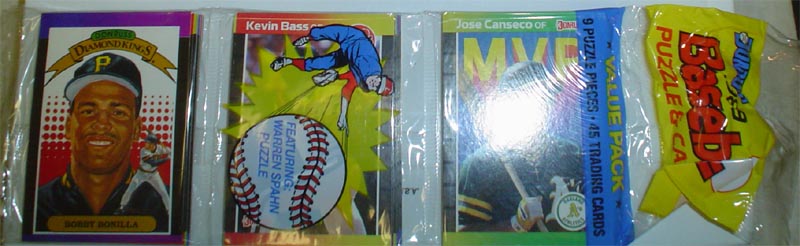 DONRUSS
DIAMOND KINGS
P
BOBBY BONILLA
Kevin Bass OF
FEATURING:
WARREN SPAHN
PUZZLE
Jose Canseco OF
MVP
* VALUE PACK *
9 PUZZLE PIECES • 45 TRADING CARDS
Baseb
PUZZLE & CA